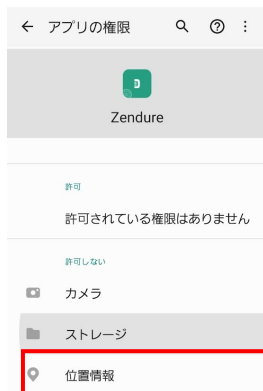 アプリの権限
D
Zendure
許可
許可されている権限はありません
許可しない
カメラ
ストレージ
位置情報